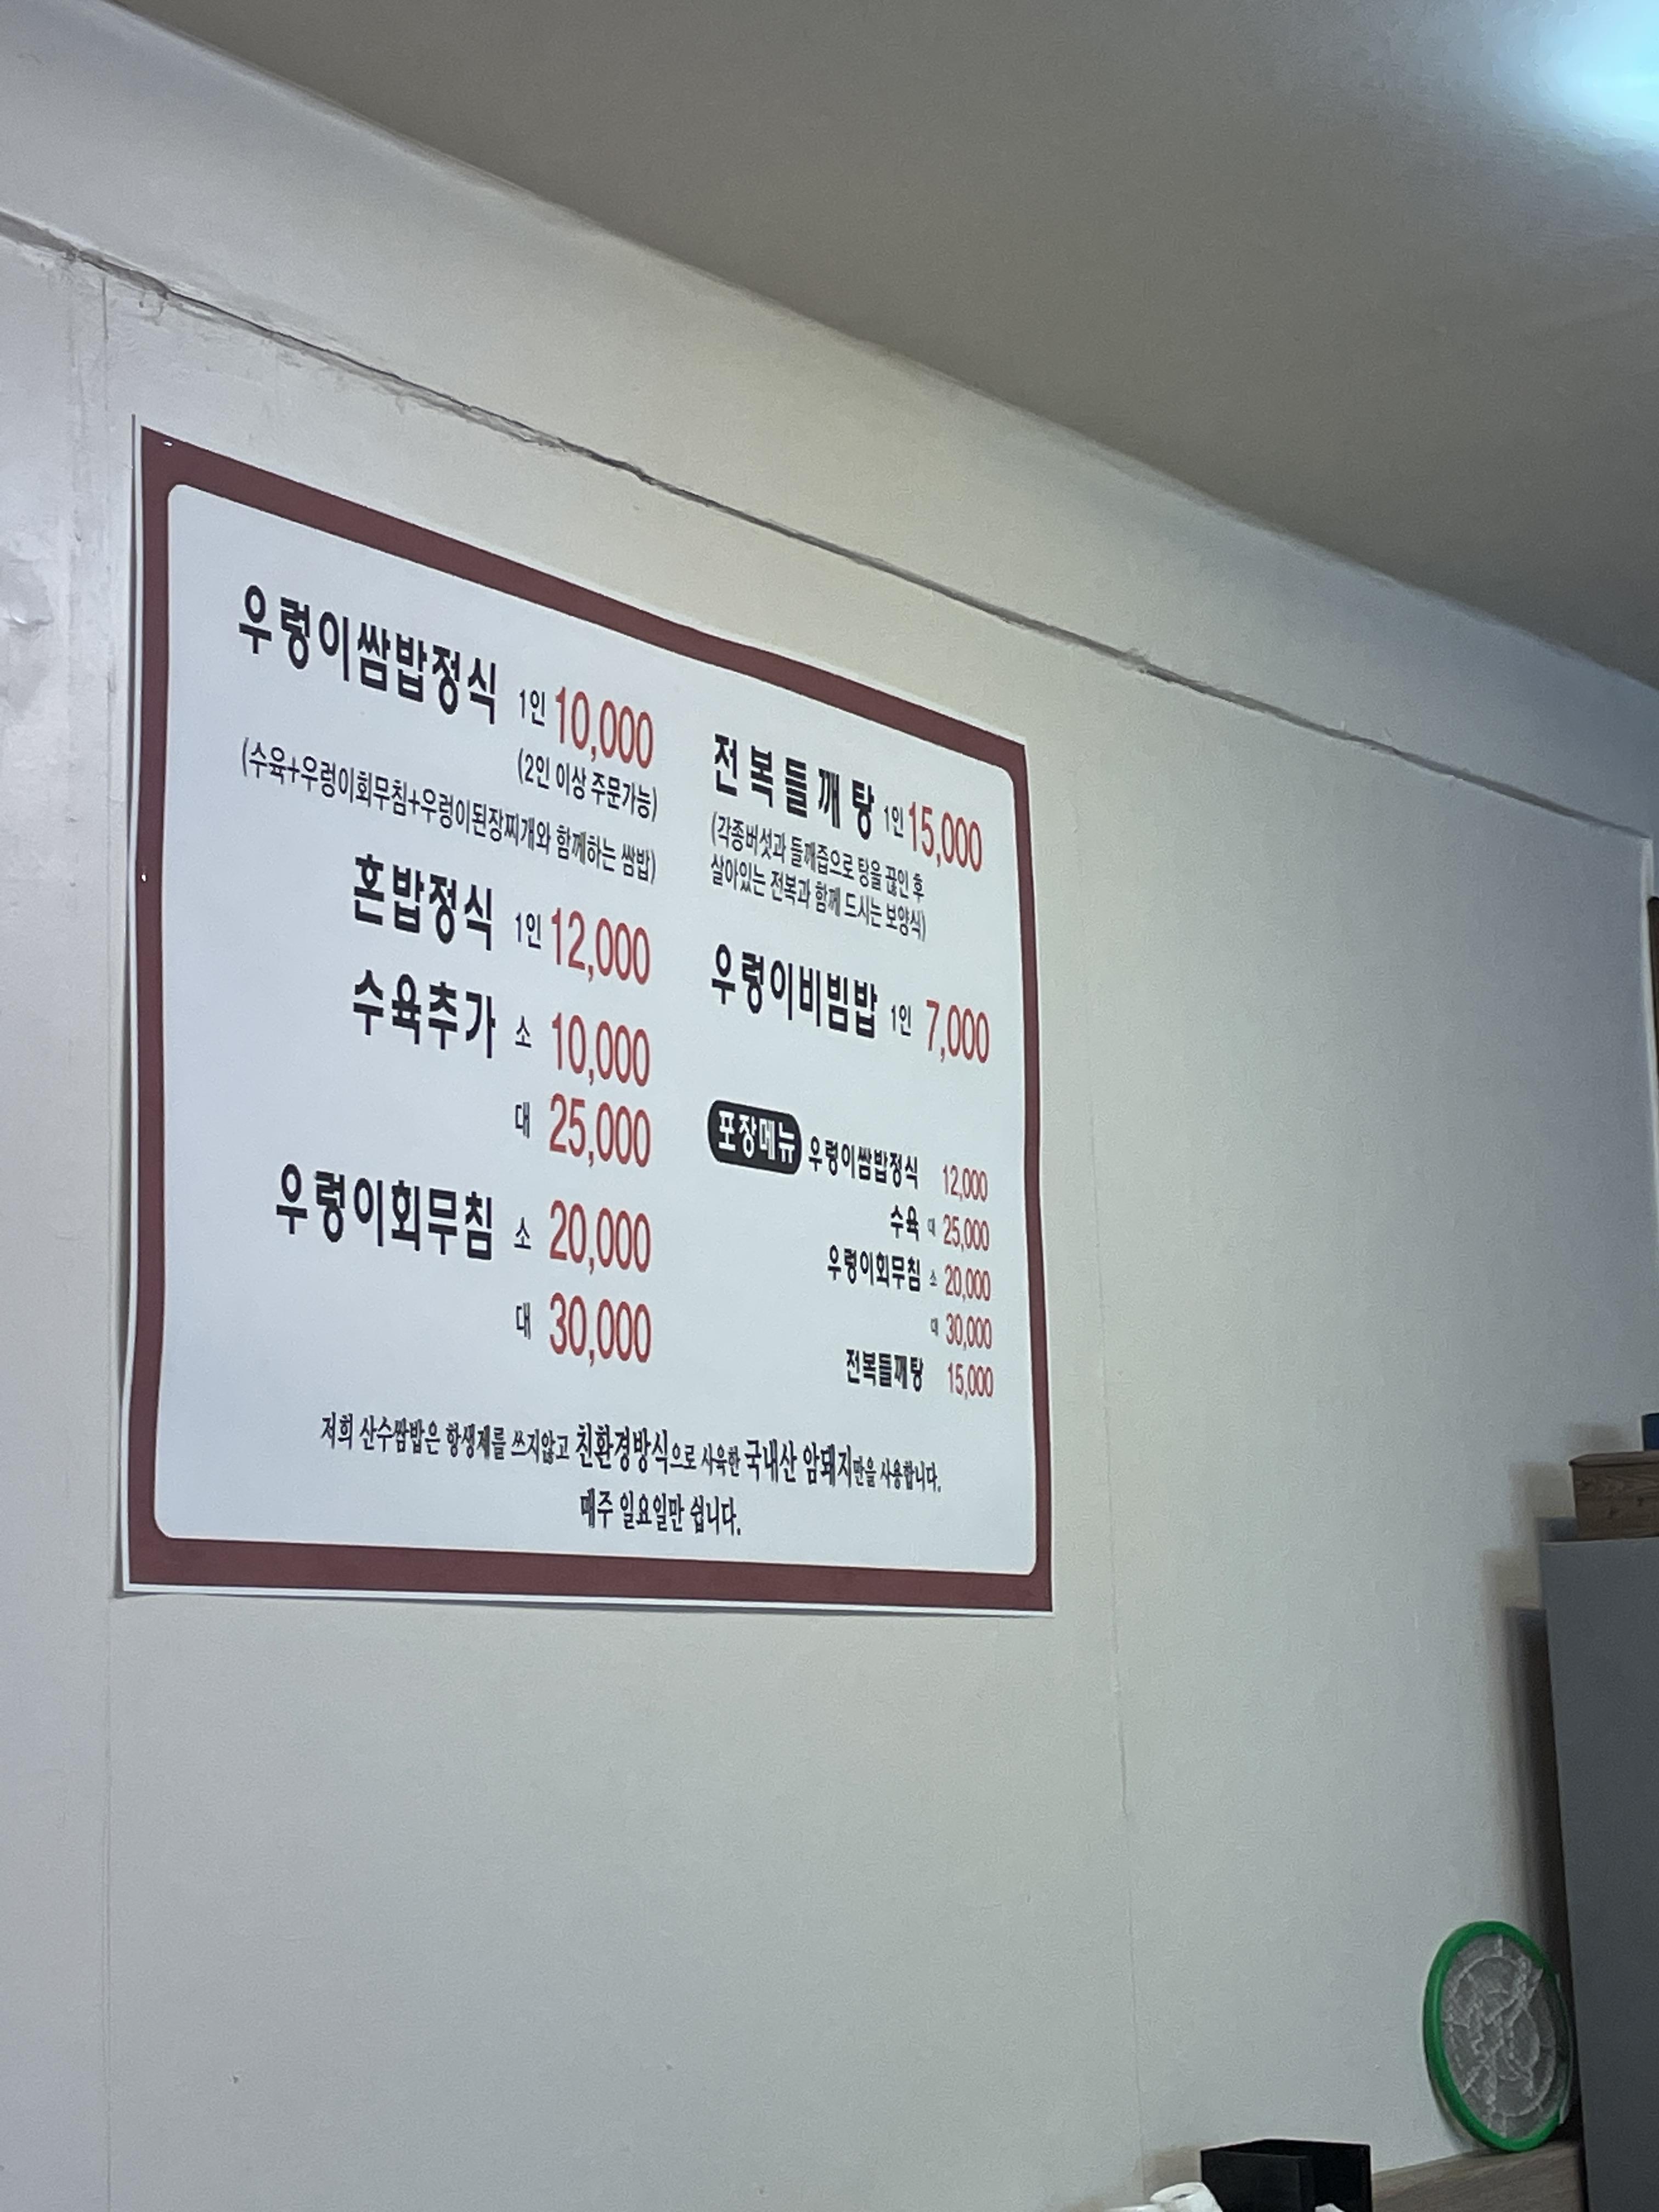 우렁이쌈밥정식 1인 10,000
(2인 이상 주문가능)
(수육+우렁이회무침+우렁이된장찌개와 함께하는 쌈밥)
혼밥정식 1인 12,000
수육추가 소 10,000
대 25,000
우렁이회무침 소 20,000
대 30,000
전복들깨탕 1인 15,000
(각종버섯과 들깨즙으로 탕을 끊인 후
살아있는 전복과 함께 드시는 보양식)
우렁이비빔밥 1인 7,000
포장메뉴 우렁이쌈밥정식 12,000
수육 대 25,000
우렁이회무침 소 20,000
대 30,000
전복들깨탕 15,000
저희 산수쌈밥은 항생제를 쓰지않고 친환경방식으로 사육한 국내산 암돼지만을 사용합니다.
매주 일요일만 쉽니다.